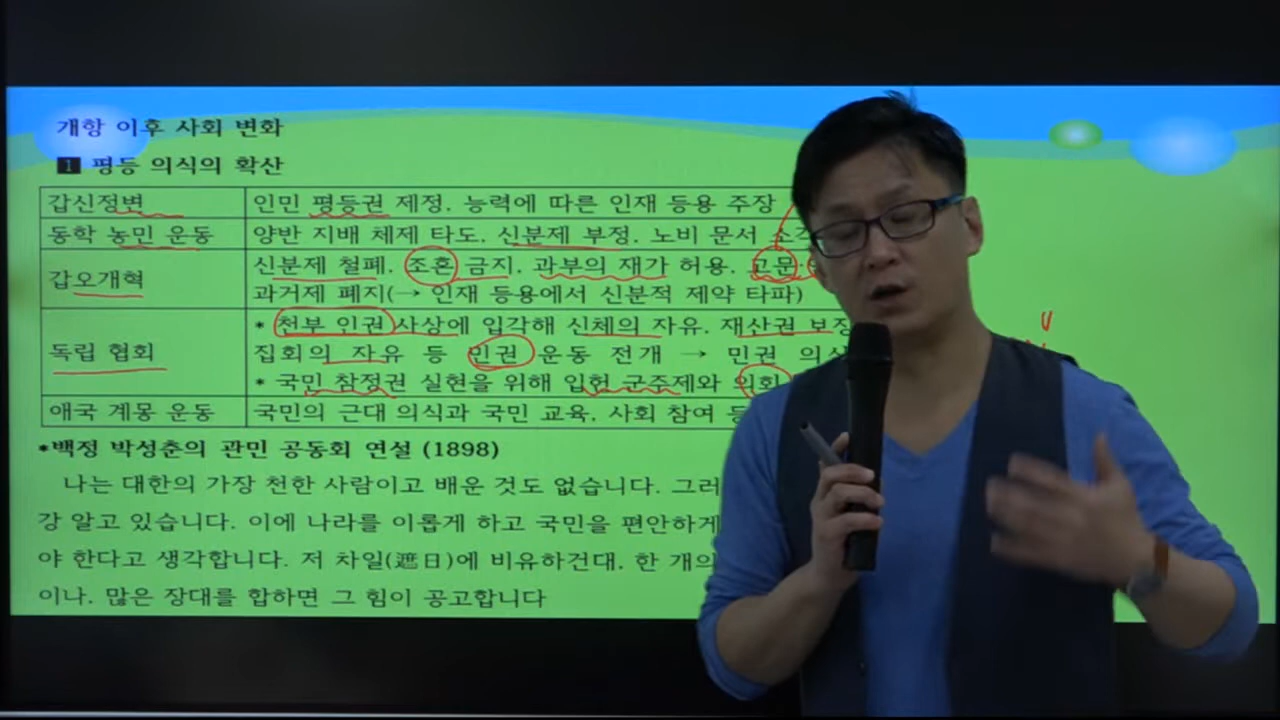 개항 이후 사회 변화
1 평등 의식의 확산
갑신정변 인민 평등권 제정, 능력에 따른 인재 등용 주장
동학 농민 운동 양반 지배 체제 타도, 신분제 부정, 노비 문서
갑오개혁 신분제 철폐, 조혼 금지, 과부의 재가 허용, 고문·
과거제 폐지(→ 인재 등용에서 신분적 제약 타파)
독립 협회 * 천부 인권 사상에 입각해 신체의 자유, 재산권 보장
집회의 자유 등 민권 운동 전개 → 민권 의식
* 국민 참정권 실현을 위해 입헌 군주제와 의회
애국 계몽 운동 국민의 근대 의식과 국민 교육, 사회 참여 등
*백정 박성춘의 관민 공동회 연설 (1898)
나는 대한의 가장 천한 사람이고 배운 것도 없습니다. 그러
강 알고 있습니다. 이에 나라를 이롭게 하고 국민을 편안하게
야 한다고 생각합니다. 저 차일(遮日)에 비유하건대, 한 개의
이나, 많은 장대를 합하면 그 힘이 공고합니다